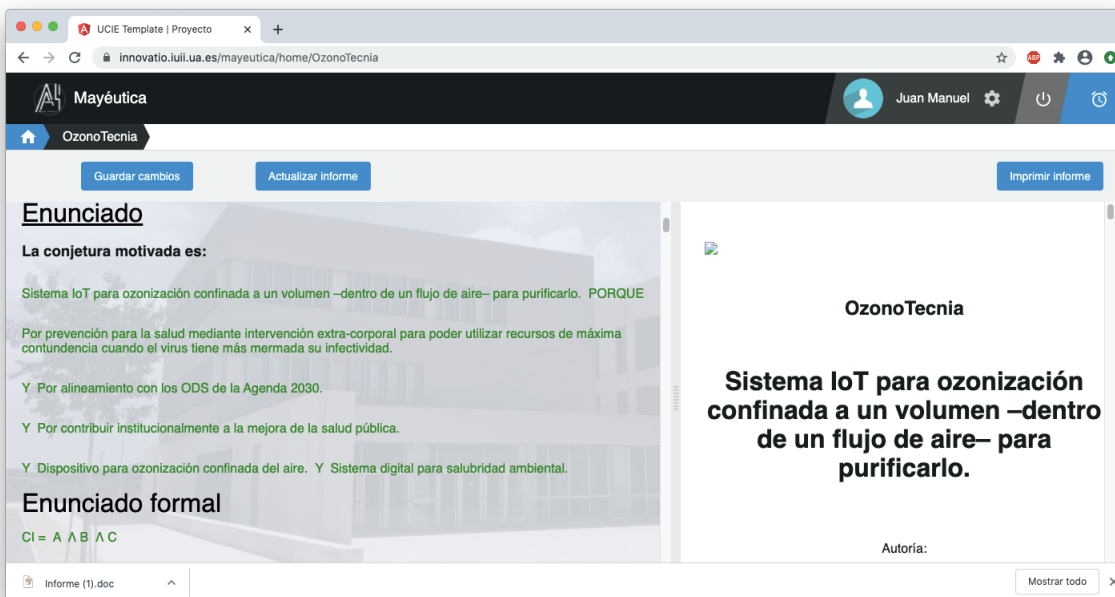 UCIE Template | Proyecto
innovatio.iuii.ua.es/mayeutica/home/OzonoTecnia
ABP
Mayéutica
Juan Manuel
OzonoTecnia
Guardar cambios
Actualizar informe
Imprimir informe
Enunciado
La conjetura motivada es:
Sistema IoT para ozonización confinada a un volumen –dentro de un flujo de aire– para purificarlo. PORQUE
Por prevención para la salud mediante intervención extra-corporal para poder utilizar recursos de máxima
contundencia cuando el virus tiene más mermada su infectividad.
Y Por alineamiento con los ODS de la Agenda 2030.
Y Por contribuir institucionalmente a la mejora de la salud pública.
Y Dispositivo para ozonización confinada del aire. Y Sistema digital para salubridad ambiental.
Enunciado formal
CI = A Λ B Λ C
OzonoTecnia
Sistema IoT para ozonización
confinada a un volumen –dentro
de un flujo de aire– para
purificarlo.
Autoría:
Informe (1).doc
Mostrar todo